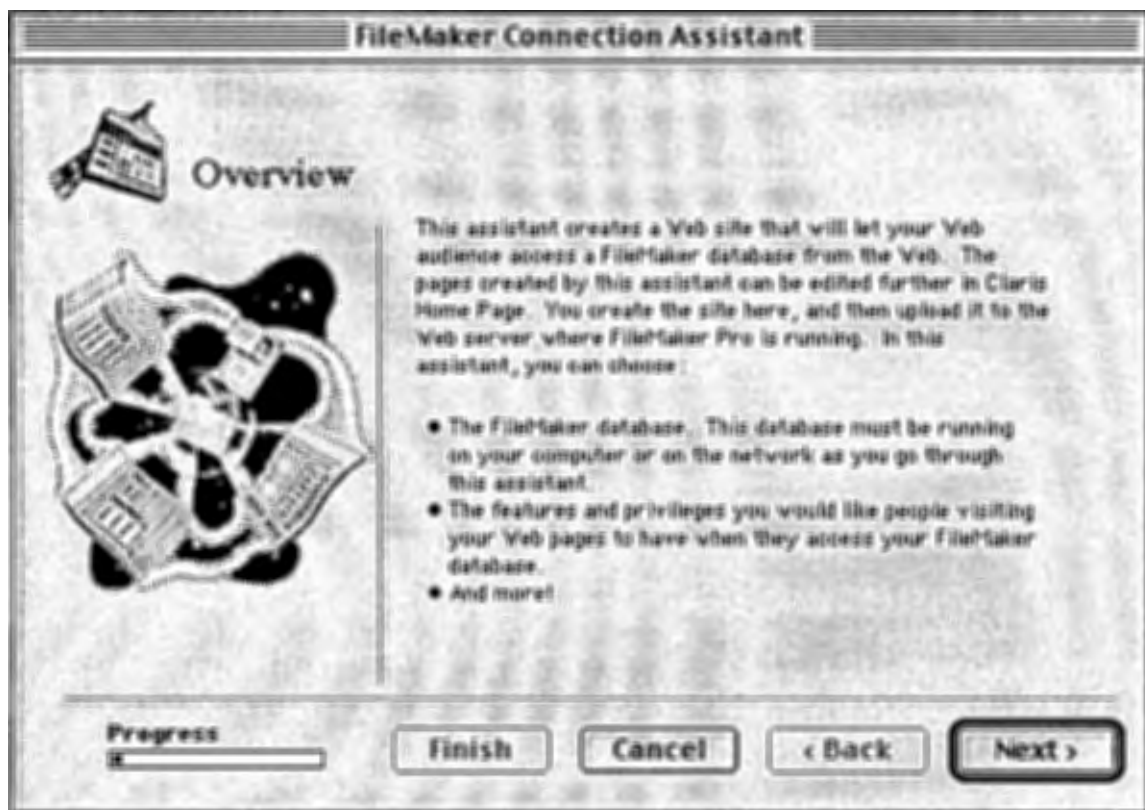 FileMaker Connection Assistant
Overview
This assistant creates a Web site that will let your Web
audience access a FileMaker database from the Web. The
pages created by this assistant can be edited further in Claris
Home Page. You create the site here, and then upload it to the
Web server where FileMaker Pro is running. In this
assistant, you can choose:
• The FileMaker database. This database must be running
on your computer or on the network as you go through
this assistant.
• The features and privileges you would like people visiting
your Web pages to have when they access your FileMaker
database.
• And more!
Progress
Finish
Cancel
‹ Back
Next ›